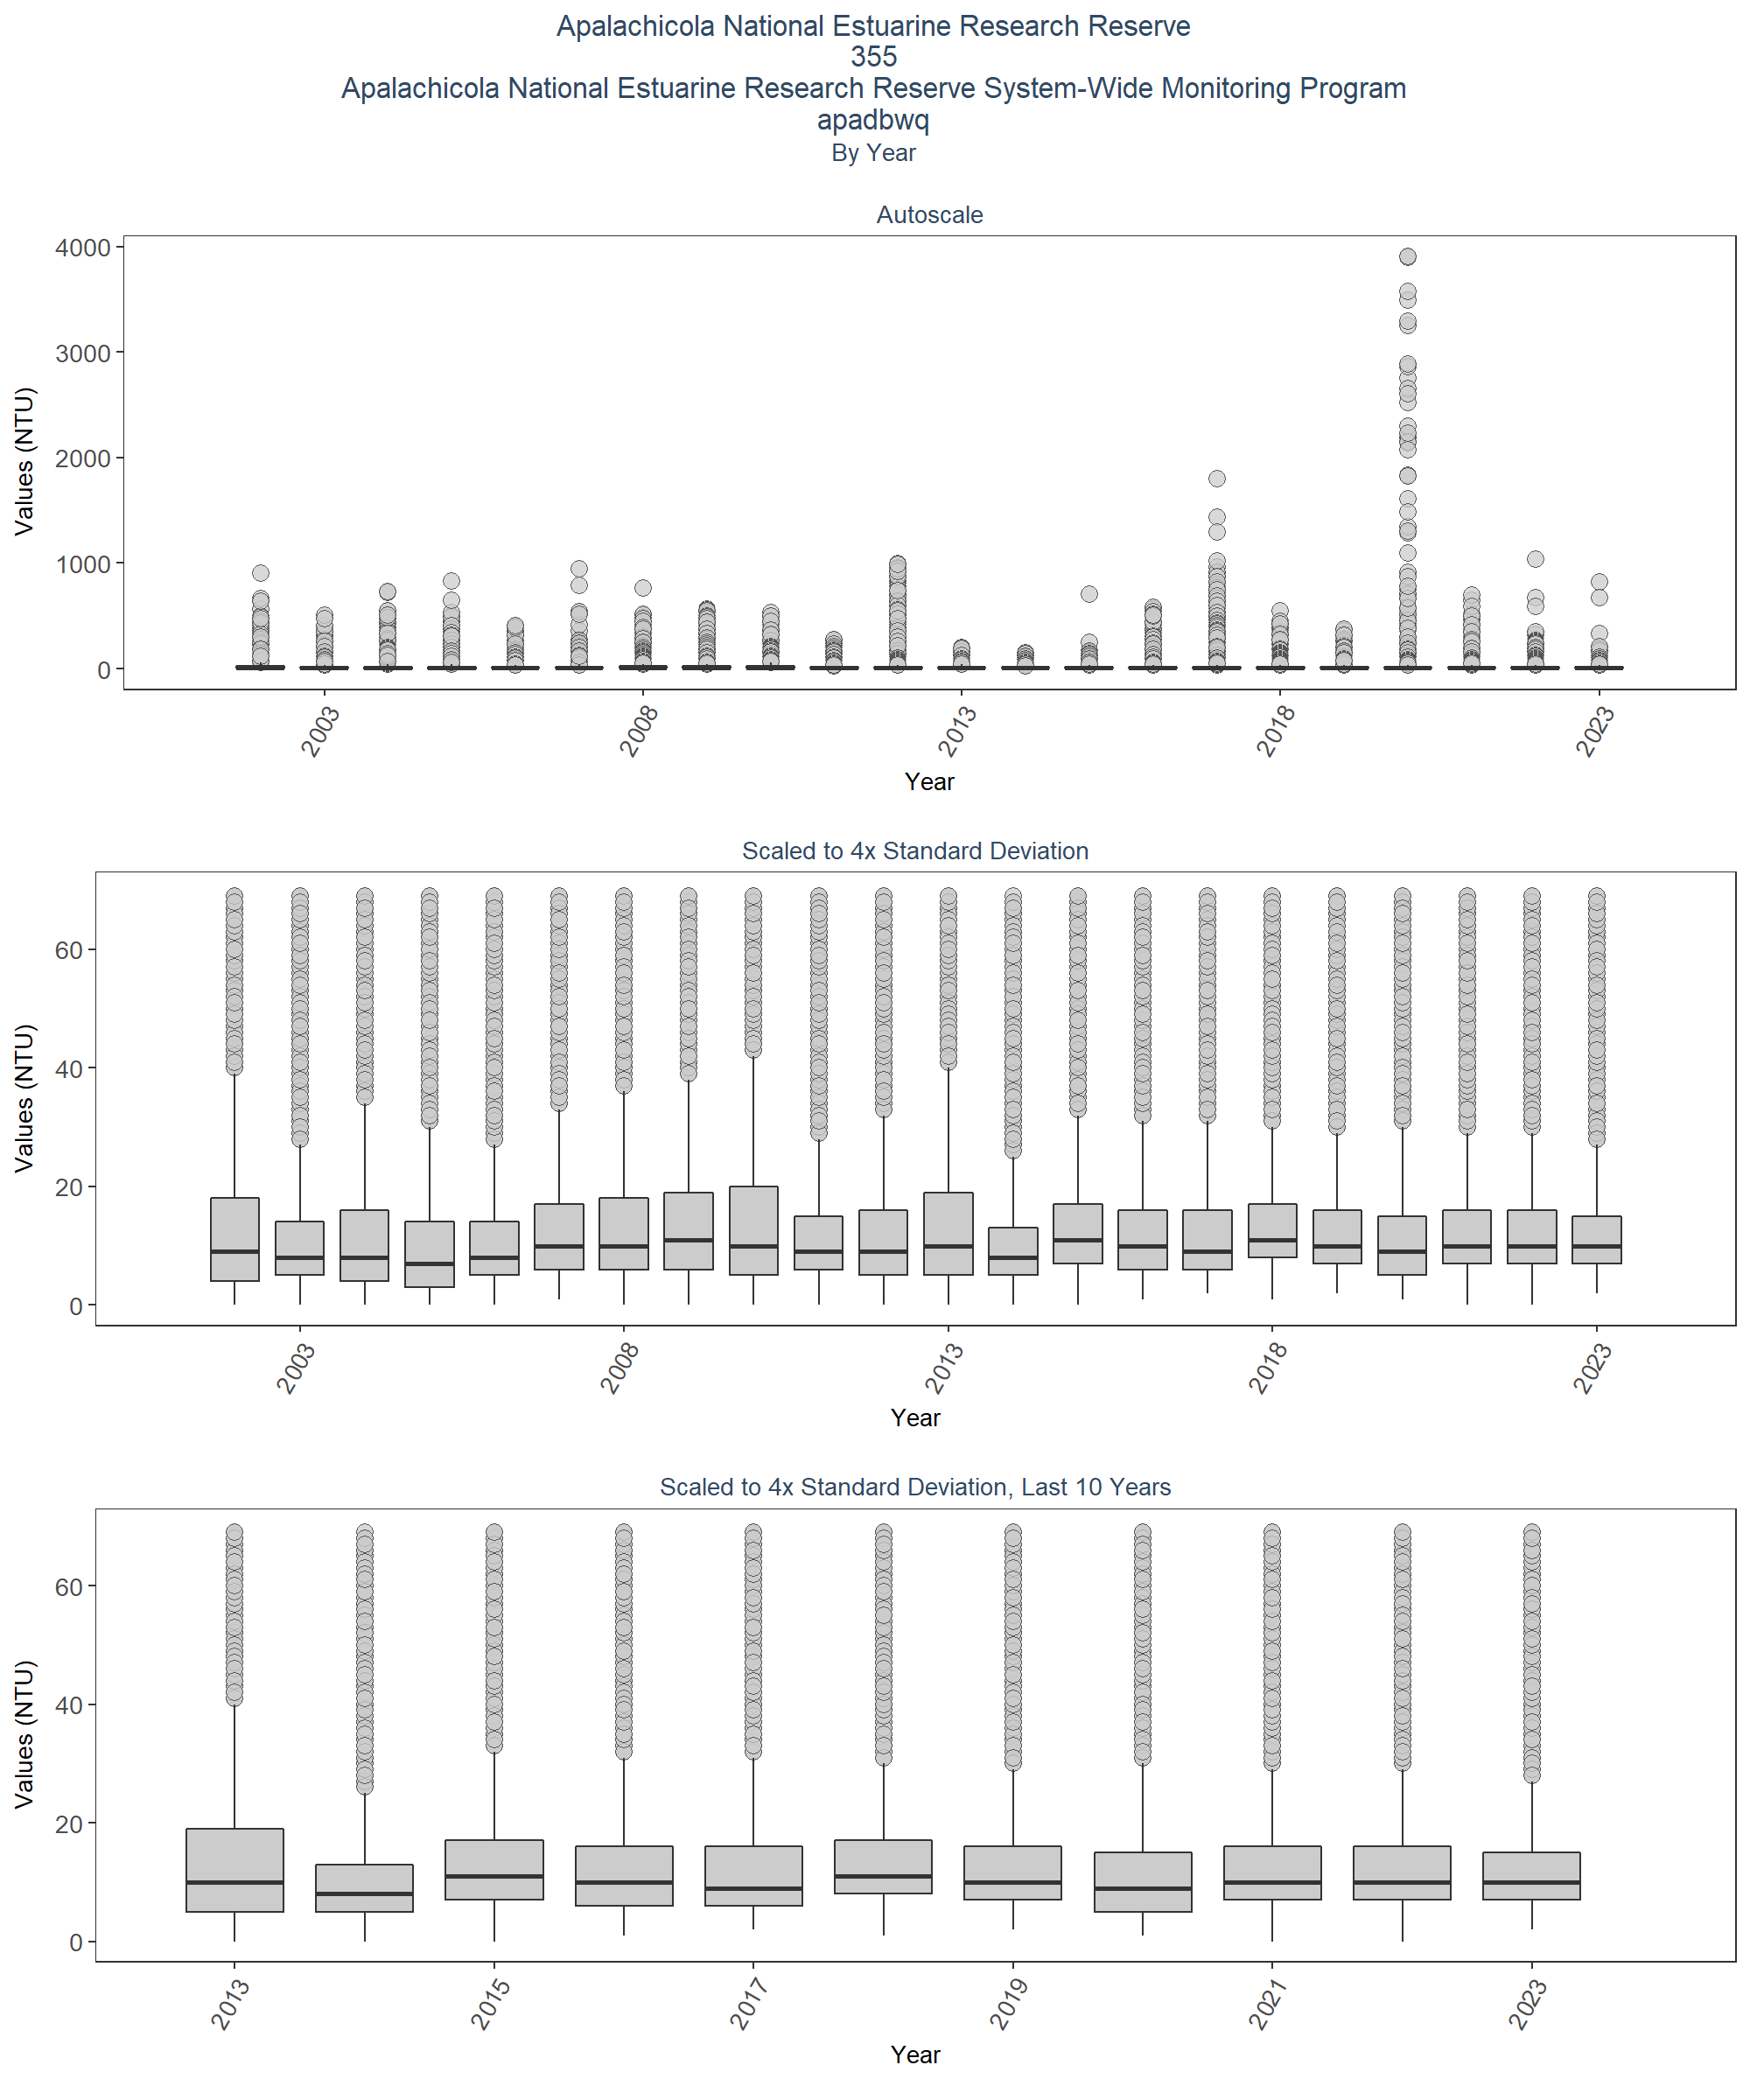 Apalachicola National Estuarine Research Reserve
355
Apalachicola National Estuarine Research Reserve System-Wide Monitoring Program
apadbwq
By Year
Autoscale
Values (NTU)
4000
3000
2000
1000
0
2003 2008 2013 2018 2023
Year
Scaled to 4x Standard Deviation
Values (NTU)
60
40
20
0
2003 2008 2013 2018 2023
Year
Scaled to 4x Standard Deviation, Last 10 Years
Values (NTU)
60
40
20
0
2013 2015 2017 2019 2021 2023
Year